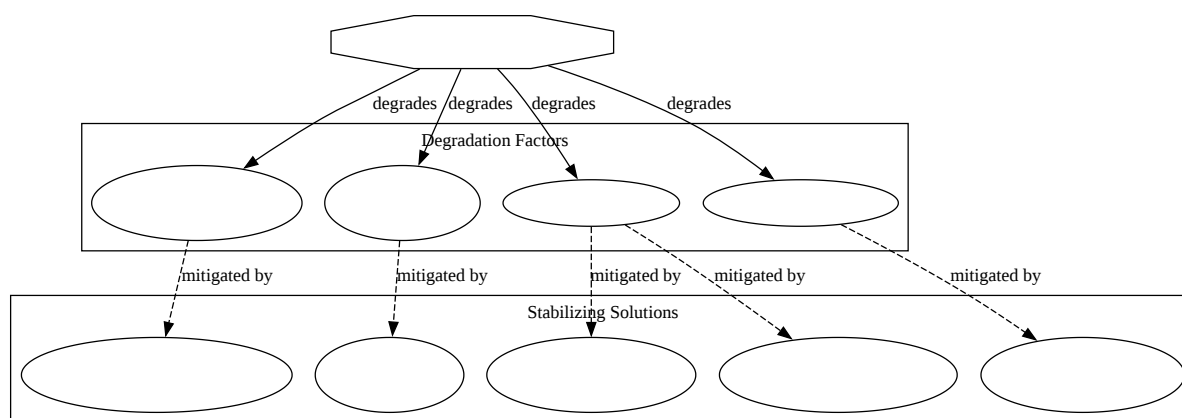 degrades
degrades
degrades
degrades
Degradation Factors
mitigated by
mitigated by
mitigated by
mitigated by
mitigated by
Stabilizing Solutions